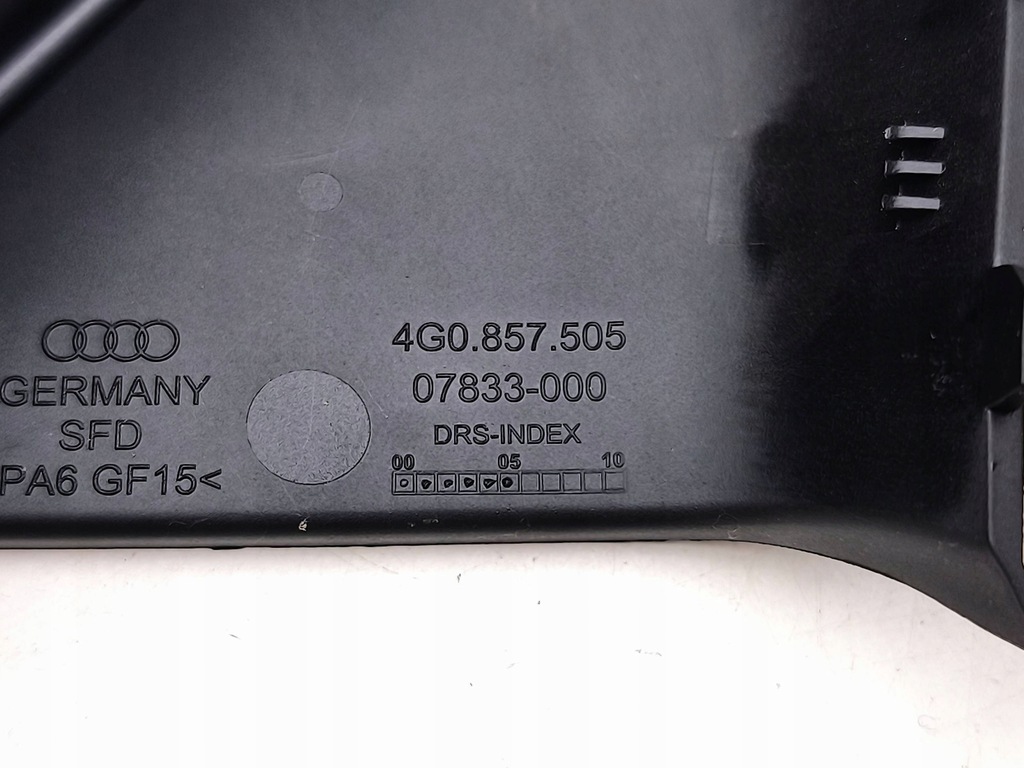 4G0.857.505
07833-000
DRS-INDEX
00 05 10
GERMANY
SFD
PA6 GF15<